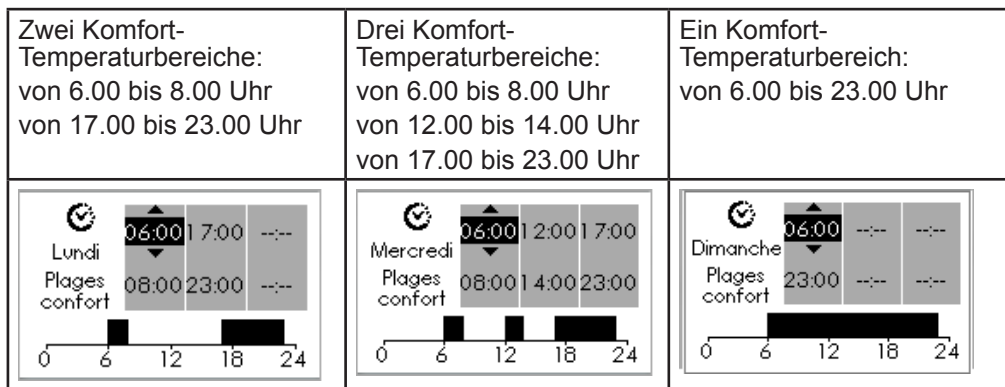 Zwei Komfort-
Temperaturbereiche:
von 6.00 bis 8.00 Uhr
von 17.00 bis 23.00 Uhr
Drei Komfort-
Temperaturbereiche:
von 6.00 bis 8.00 Uhr
von 12.00 bis 14.00 Uhr
von 17.00 bis 23.00 Uhr
Ein Komfort-
Temperaturbereich:
von 6.00 bis 23.00 Uhr
06:00 17:00 --:--
Lundi
Plages
confort
08:00 23:00 --:--
0 6 12 18 24
06:00 12:00 17:00
Mercredi
Plages
confort
08:00 14:00 23:00
0 6 12 18 24
06:00 --:-- --:--
Dimanche
Plages
confort
23:00 --:-- --:--
0 6 12 18 24